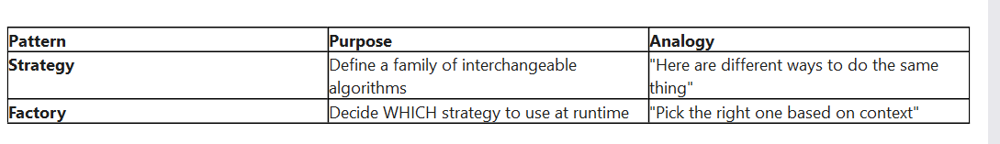 Pattern Purpose Analogy
Strategy Define a family of interchangeable "Here are different ways to do the same
algorithms thing"
Factory Decide WHICH strategy to use at runtime "Pick the right one based on context"